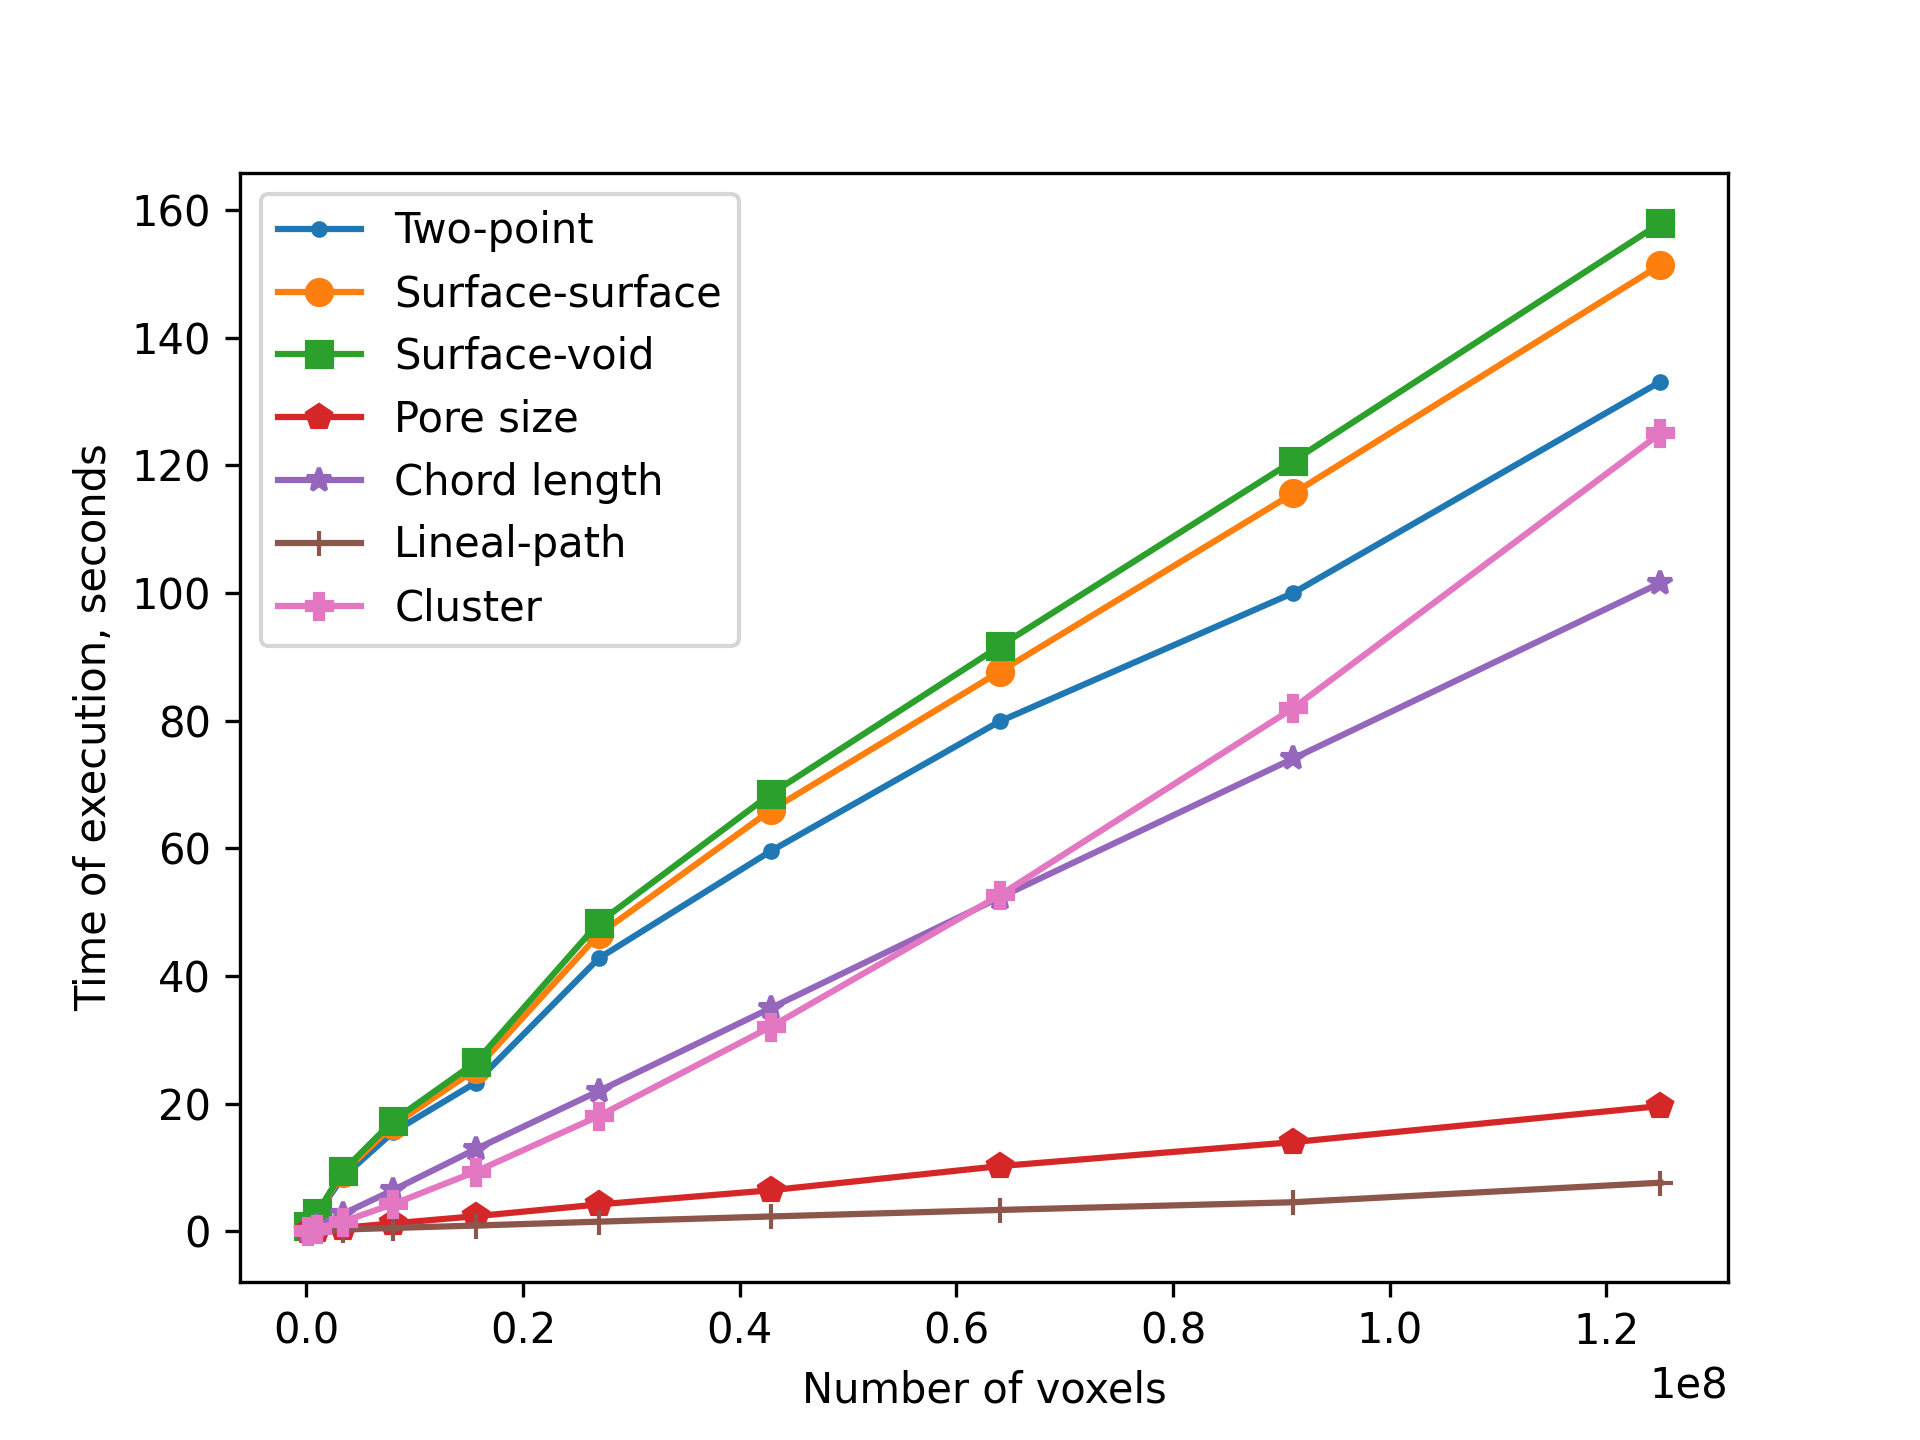 Two-point
Surface-surface
Surface-void
Pore size
Chord length
Lineal-path
Cluster
160
140
120
100
80
60
40
20
0
Time of execution, seconds
0.0 0.2 0.4 0.6 0.8 1.0 1.2
1e8
Number of voxels